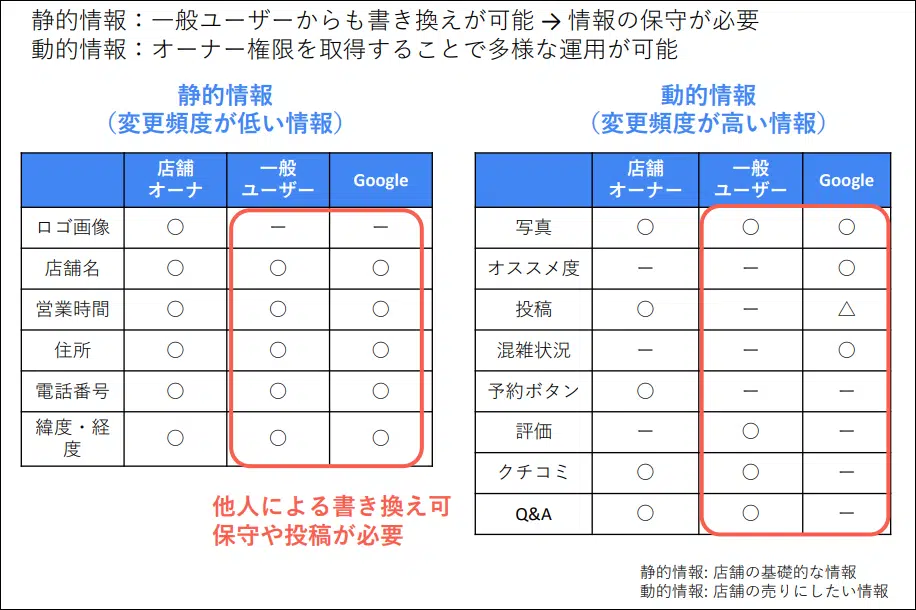 静的情報：一般ユーザーからも書き換えが可能 → 情報の保守が必要
動的情報：オーナー権限を取得することで多様な運用が可能
静的情報
（変更頻度が低い情報）
店舗
オーナ
一般
ユーザー
Google
ロゴ画像 〇 ー ー
店舗名 〇 〇 〇
営業時間 〇 〇 〇
住所 〇 〇 〇
電話番号 〇 〇 〇
緯度・経
度
〇 〇 〇
他人による書き換え可
保守や投稿が必要
動的情報
（変更頻度が高い情報）
店舗
オーナー
一般
ユーザー
Google
写真 〇 〇 〇
オススメ度 ー ー 〇
投稿 〇 ー △
混雑状況 ー ー 〇
予約ボタン 〇 ー ー
評価 ー 〇 ー
クチコミ 〇 〇 ー
Q&A 〇 〇 ー
静的情報: 店舗の基礎的な情報
動的情報: 店舗の売りにしたい情報